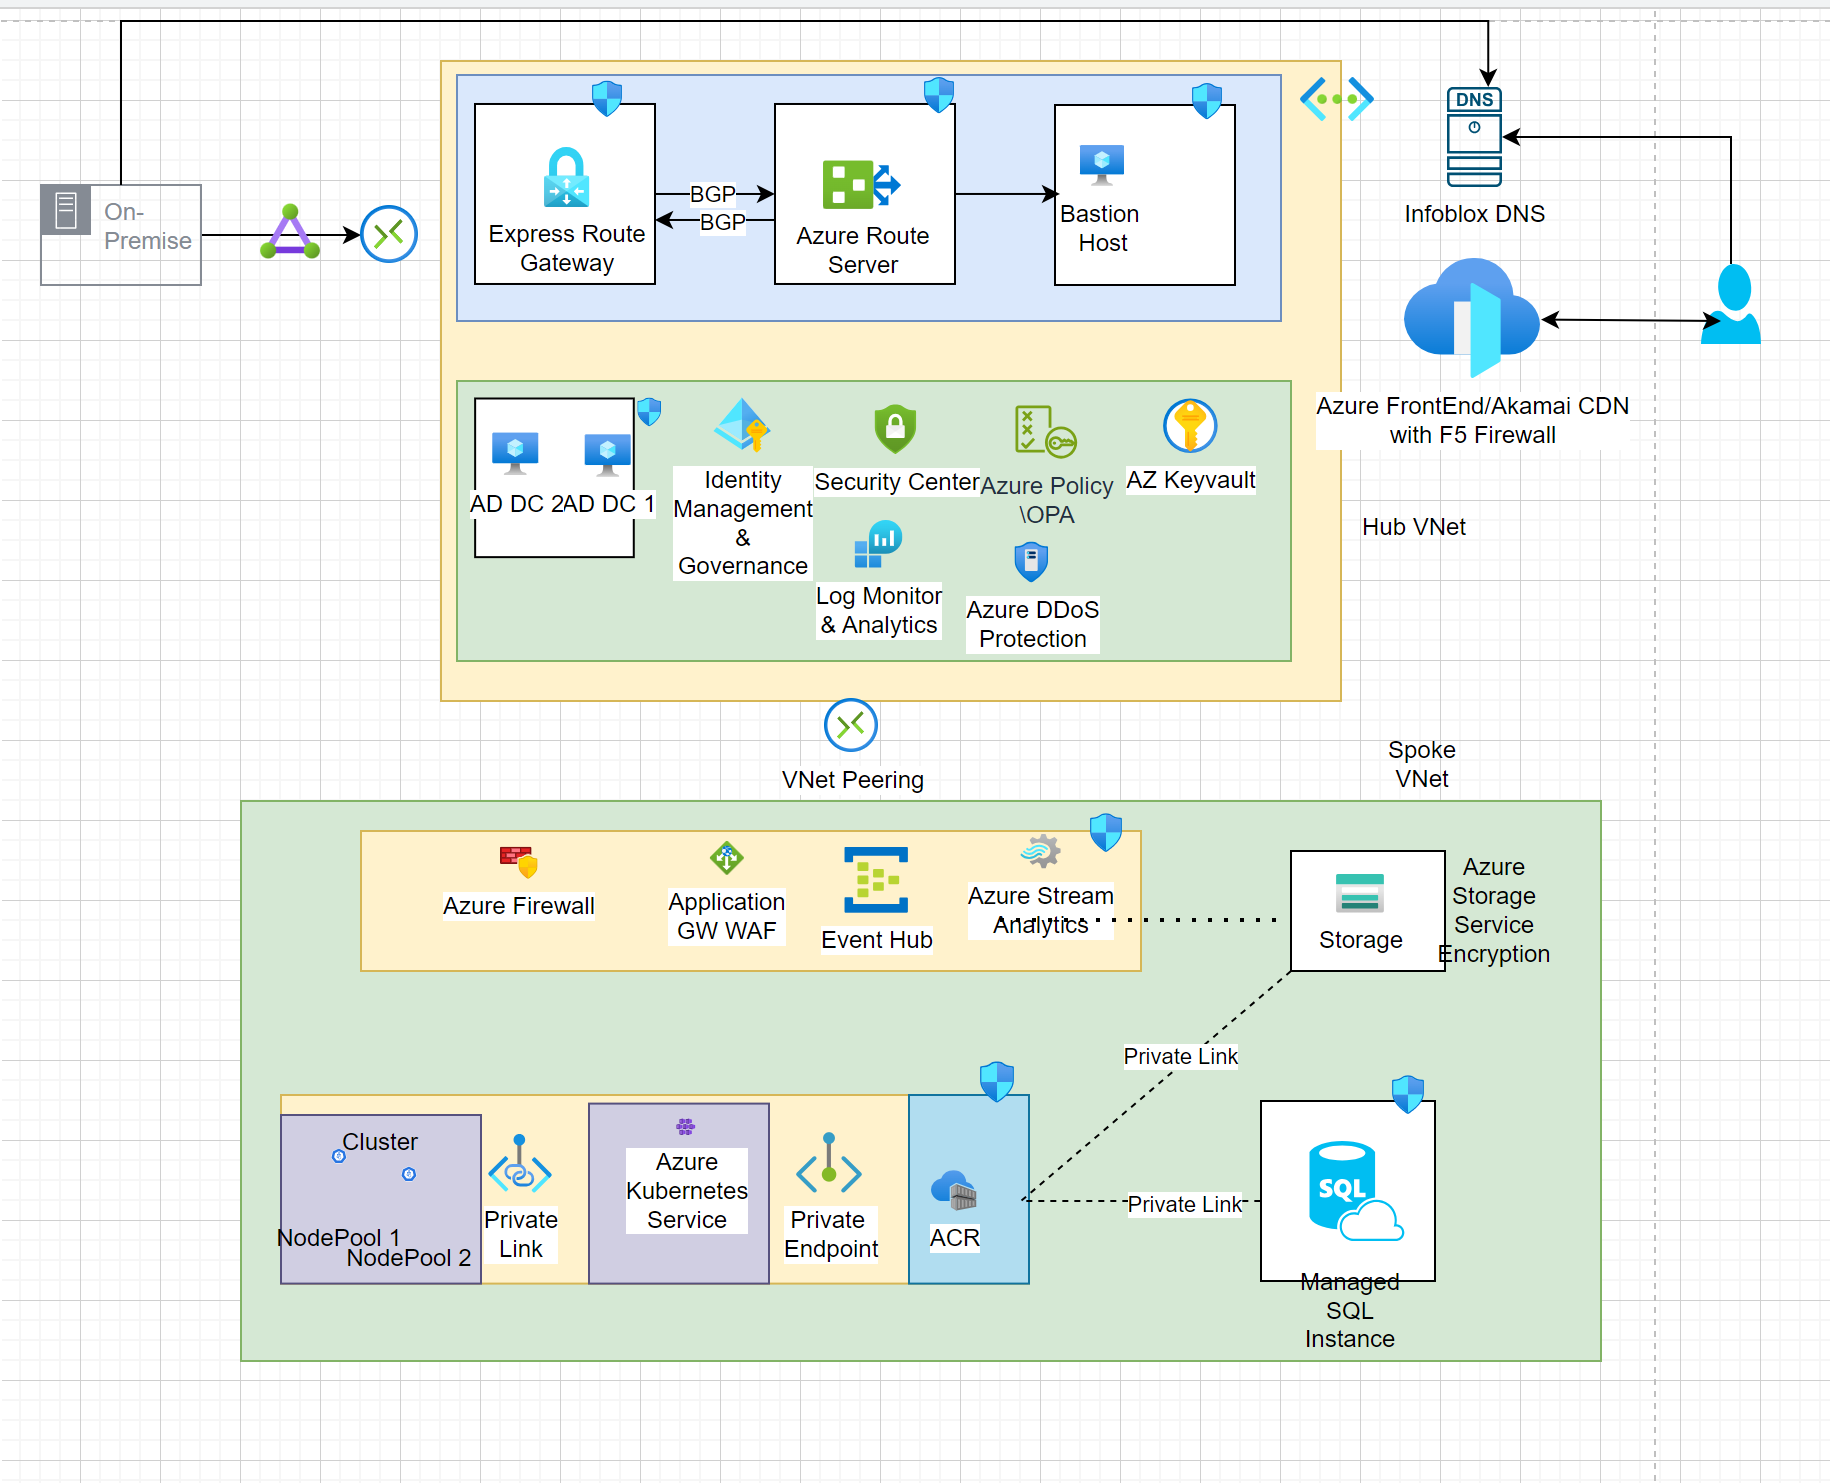 DNS
Infoblox DNS
On-
Premise
BGP
BGP
Express Route
Gateway
Azure Route
Server
Bastion
Host
Azure FrontEnd/Akamai CDN
with F5 Firewall
AD DC 2
AD DC 1
Identity
Management
&
Governance
Security Center
Azure Policy
\OPA
AZ Keyvault
Log Monitor
& Analytics
Azure DDoS
Protection
Hub VNet
VNet Peering
Spoke
VNet
Azure Firewall
Application
GW WAF
Event Hub
Azure Stream
Analytics
Storage
Azure
Storage
Service
Encryption
Private Link
Cluster
NodePool 1
NodePool 2
Private
Link
Azure
Kubernetes
Service
Private
Endpoint
ACR
Private Link
SQL
Managed
SQL
Instance